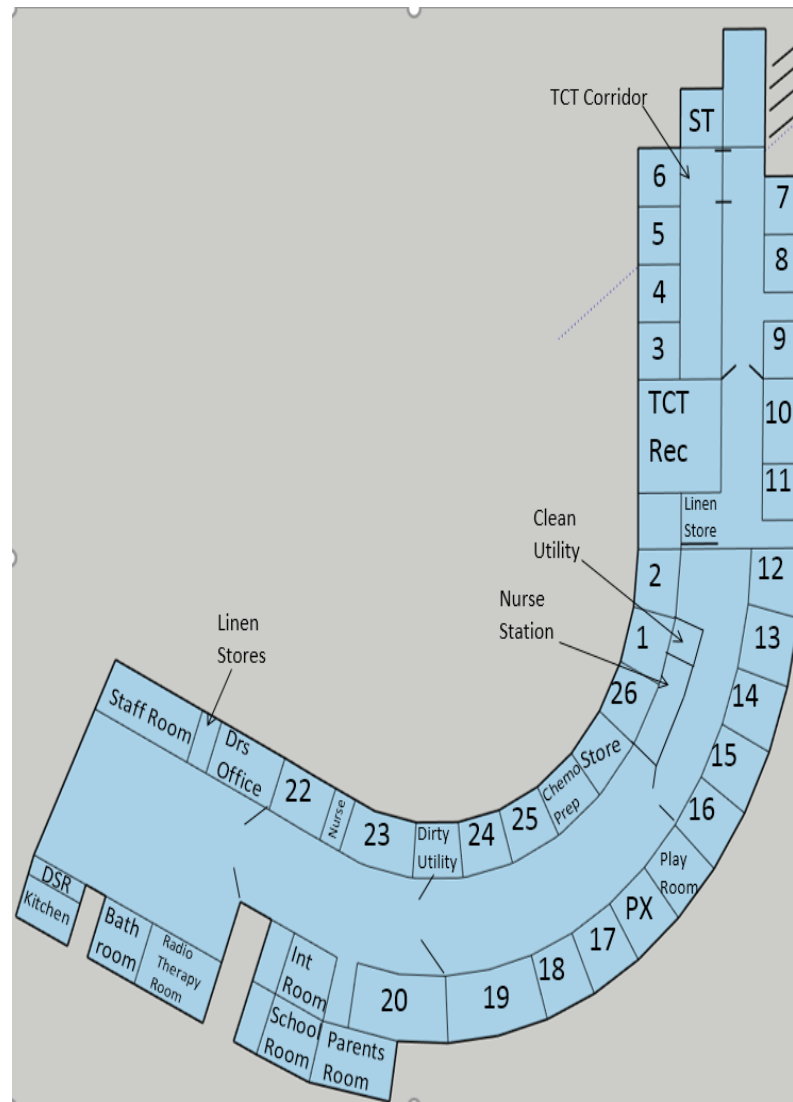 TCT Corridor
ST
6
7
5
8
4
3
9
TCT
Rec
10
11
Linen
Store
Clean
Utility
2
12
Nurse
Station
1
13
26
14
Linen
Stores
15
Staff Room
Drs
Office
Store
16
22
Chemo
Prep
Nurse
23
Dirty
Utility
24
25
Play
Room
DSR
Kitchen
PX
Bath
room
Radio
Therapy
Room
17
Int
Room
18
20
19
School
Room
Parents
Room